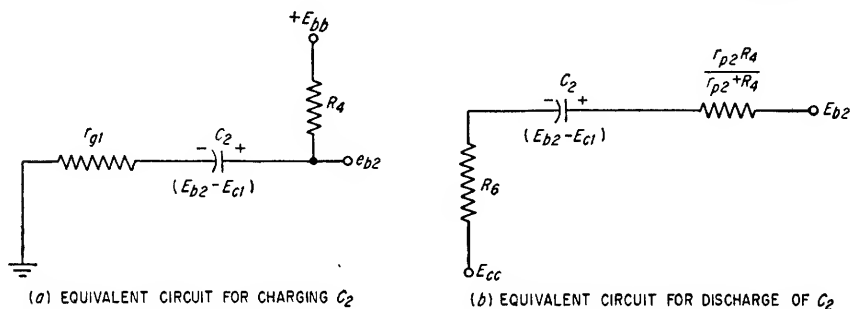 +E_bb
R_4
r_g1
C_2
- +
(E_b2-E_c1)
e_b2
(a) EQUIVALENT CIRCUIT FOR CHARGING C_2
r_p2 R_4
r_p2+R_4
C_2
- +
(E_b2-E_c1)
E_b2
R_6
E_cc
(b) EQUIVALENT CIRCUIT FOR DISCHARGE OF C_2